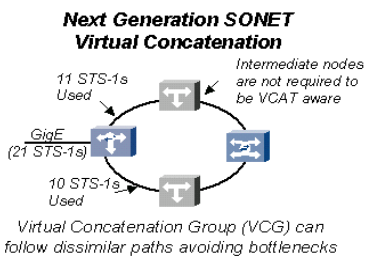 Next Generation SONET
Virtual Concatenation
Intermediate nodes
are not required to
be VCAT aware
11 STS-1s
Used
GigE
(21 STS-1s)
10 STS-1s
Used
Virtual Concatenation Group (VCG) can
follow dissimilar paths avoiding bottlenecks